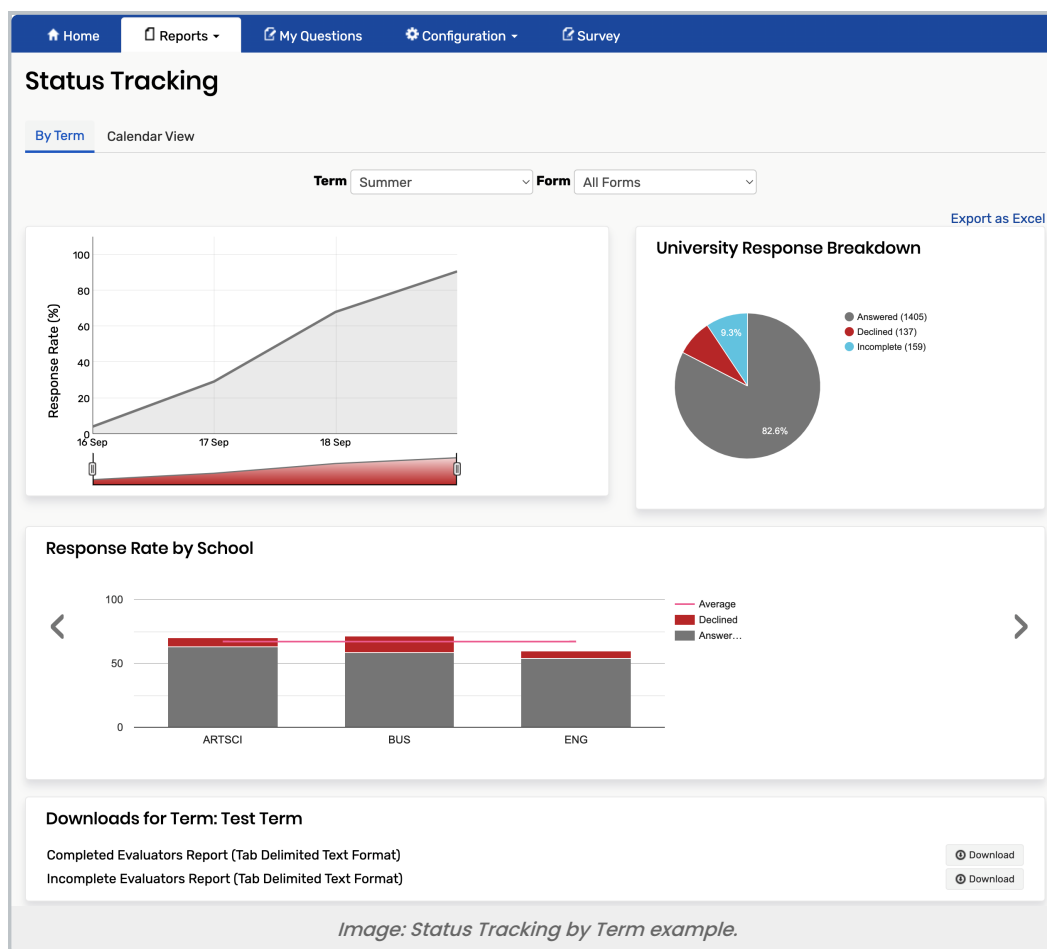 Home Reports My Questions Configuration Survey
Status Tracking
By Term Calendar View
Term Summer Form All Forms
Export as Excel
100
80
60
40
20
0
Response Rate (%)
16 Sep 17 Sep 18 Sep
University Response Breakdown
9.3%
82.6%
Answered (1405)
Declined (137)
Incomplete (159)
Response Rate by School
100
50
0
ARTSCI BUS ENG
Average
Declined
Answer...
Downloads for Term: Test Term
Completed Evaluators Report (Tab Delimited Text Format) Download
Incomplete Evaluators Report (Tab Delimited Text Format) Download
Image: Status Tracking by Term example.